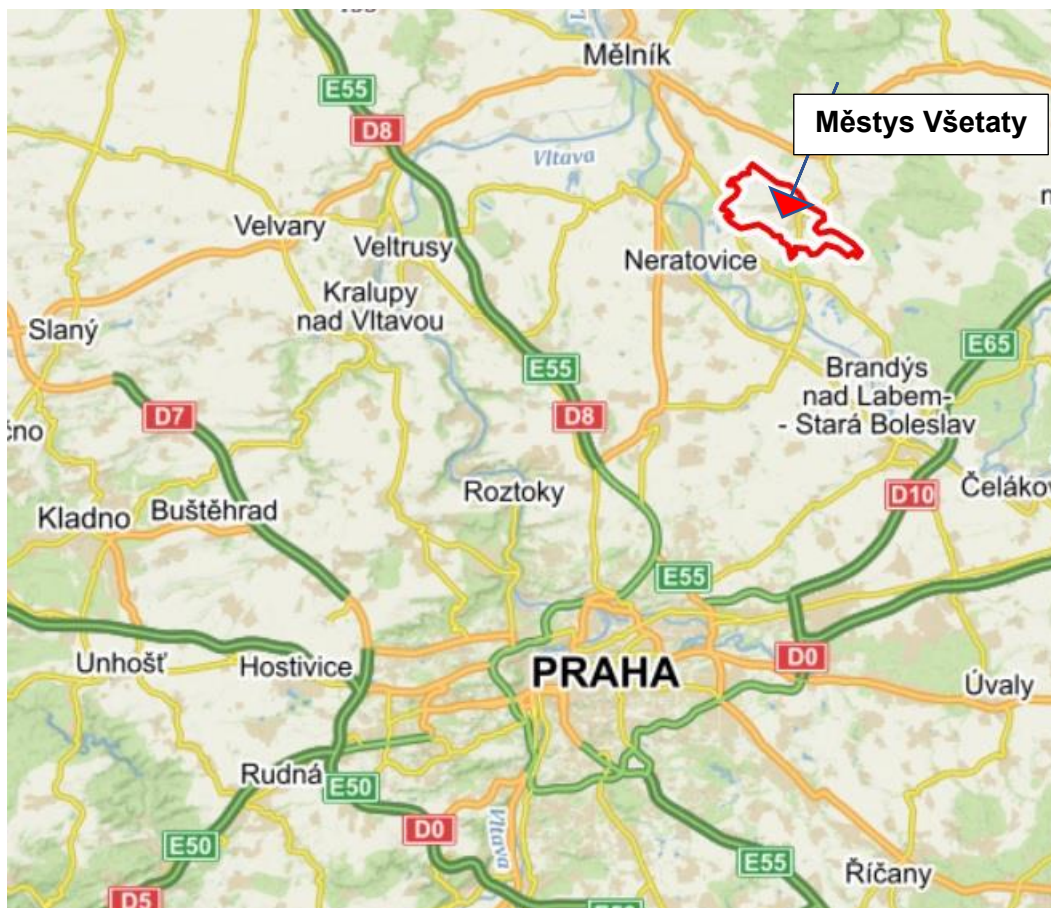 Mělník
E55
D8
Městys Všetaty
Vltava
Velvary
Veltrusy
Neratovice
Kralupy
nad Vltavou
Slaný
E65
Brandýs
nad Labem-
- Stará Boleslav
E55
D8
D7
Roztoky
D10
Čelákov
Kladno
Buštěhrad
E55
Unhošť
Hostivice
PRAHA
D0
Úvaly
Rudná
E50
D0
Vltava
E50
E55
Říčany
D5